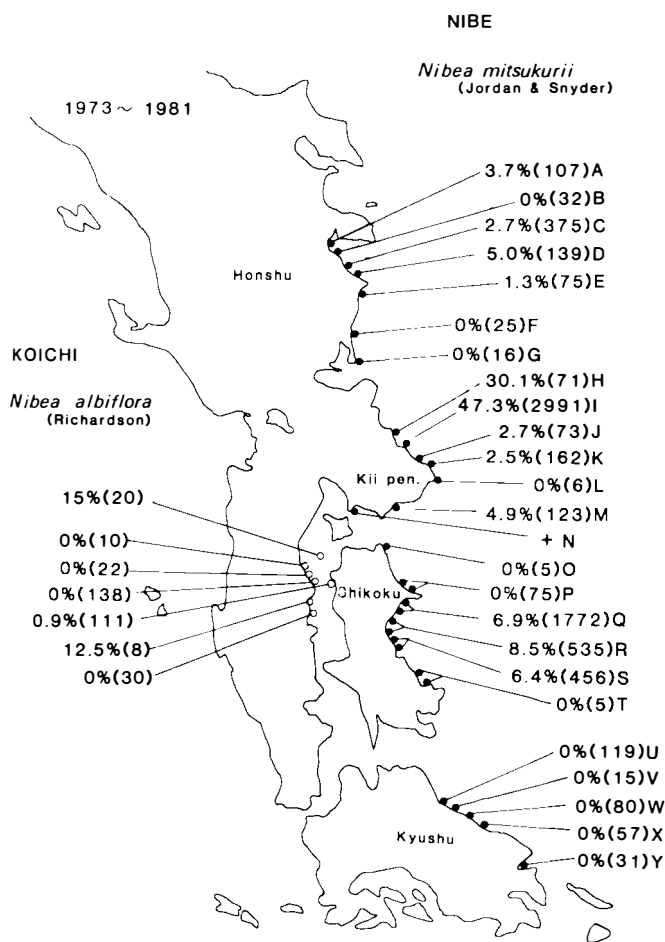 NIBE
Nibea mitsukurii
(Jordan & Snyder)
1973 ~ 1981
3.7%(107)A
0%(32)B
2.7%(375)C
5.0%(139)D
1.3%(75)E
Honshu
0%(25)F
0%(16)G
KOICHI
Nibea albiflora
(Richardson)
30.1%(71)H
47.3%(2991)I
2.7%(73)J
2.5%(162)K
Kii pen.
0%(6)L
4.9%(123)M
+ N
15%(20)
0%(10)
0%(22)
0%(138)
0.9%(111)
12.5%(8)
0%(30)
Chikoku
0%(5)O
0%(75)P
6.9%(1772)Q
8.5%(535)R
6.4%(456)S
0%(5)T
0%(119)U
0%(15)V
0%(80)W
0%(57)X
0%(31)Y
Kyushu